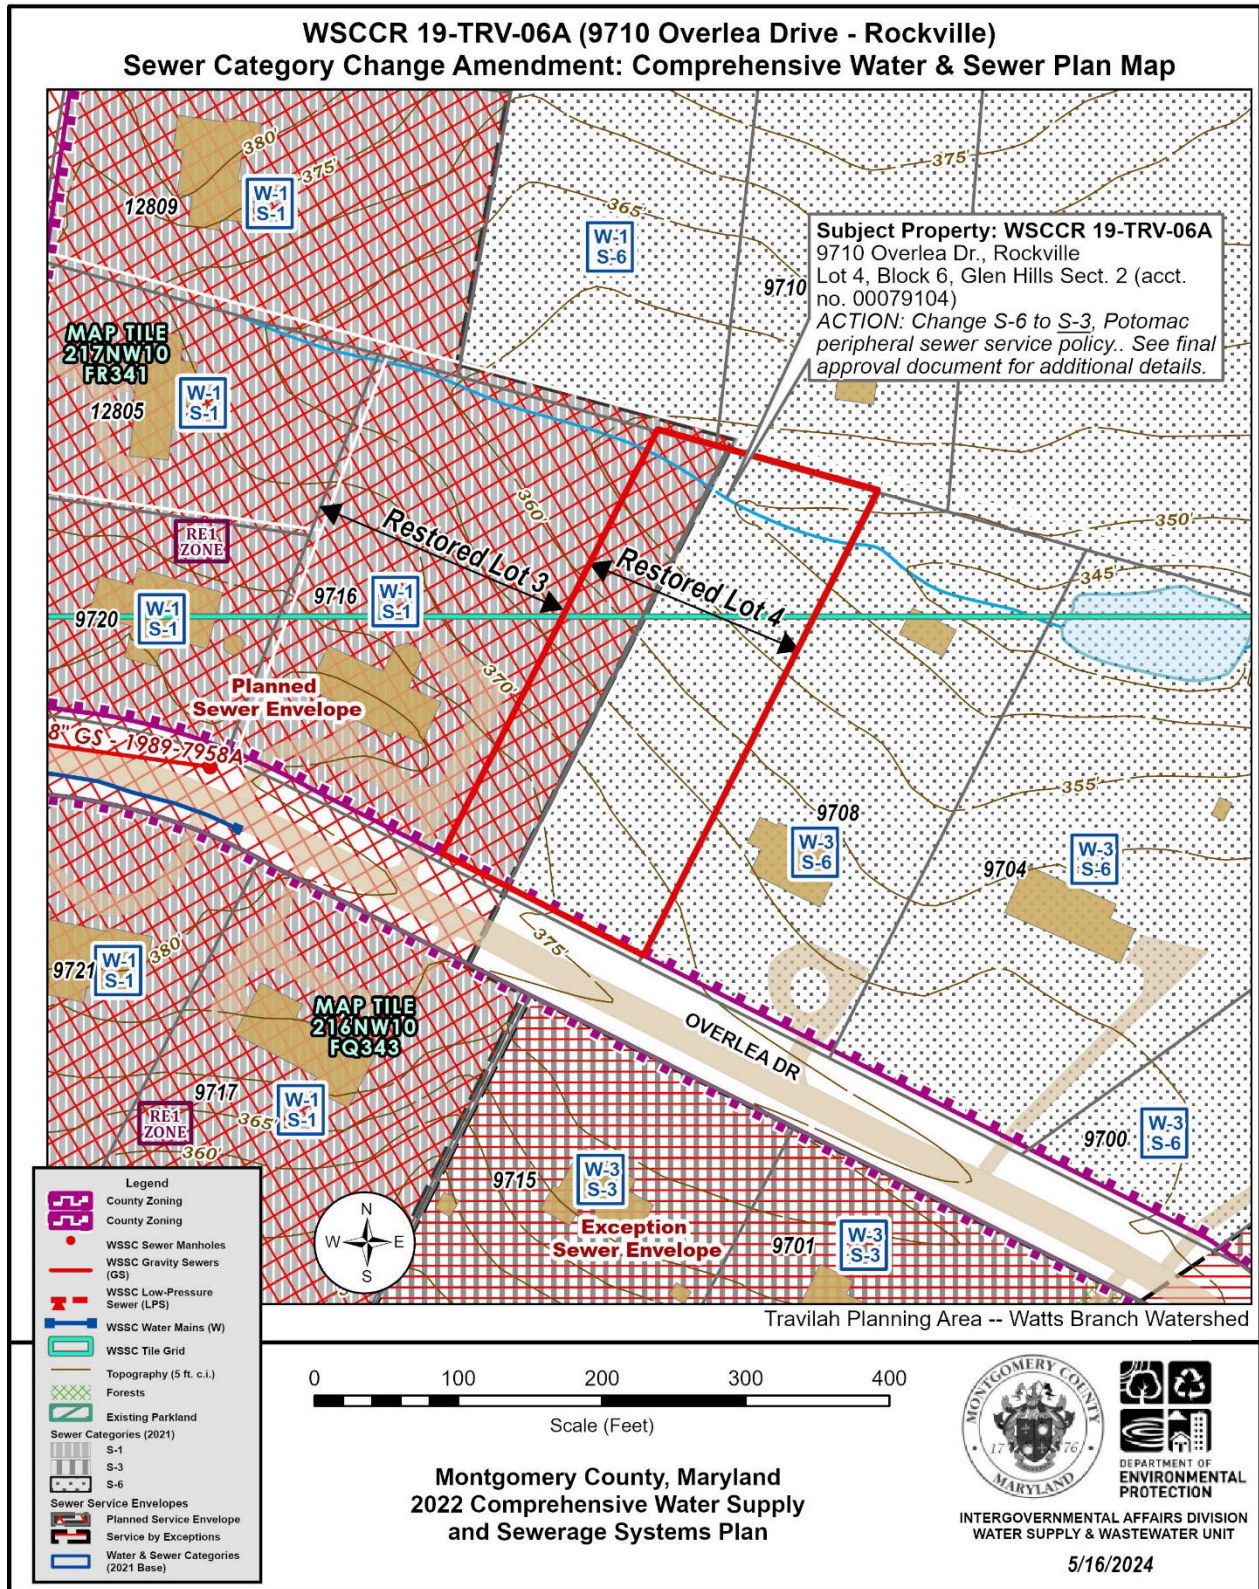 WSCCR 19-TRV-06A (9710 Overlea Drive - Rockville)
Sewer Category Change Amendment: Comprehensive Water & Sewer Plan Map
380'
375'
12809
W-1
S-1
375'
365'
W-1
S-6
9710
Subject Property: WSCCR 19-TRV-06A
9710 Overlea Dr., Rockville
Lot 4, Block 6, Glen Hills Sect. 2 (acct.
no. 00079104)
ACTION: Change S-6 to S-3, Potomac
peripheral sewer service policy.. See final
approval document for additional details.
MAP TILE
217NW10
FR341
12805
W-1
S-1
RE1
ZONE
360'
350'
345'
Restored Lot 3
Restored Lot 4
9720
W-1
S-1
9716
W-1
S-1
370'
Planned
Sewer Envelope
8" GS - 1989-7958A
355'
9708
W-3
S-6
9704
W-3
S-6
9721
W-1
S-1
380'
375'
MAP TILE
216NW10
FQ343
OVERLEA DR
9717
W-1
S-1
RE1
ZONE
365'
360'
9700
W-3
S-6
9715
W-3
S-3
Exception
Sewer Envelope
9701
W-3
S-3
N
W
E
S
Travilah Planning Area -- Watts Branch Watershed
Legend
County Zoning
County Zoning
WSSC Sewer Manholes
WSSC Gravity Sewers
(GS)
WSSC Low-Pressure
Sewer (LPS)
WSSC Water Mains (W)
WSSC Tile Grid
Topography (5 ft. c.i.)
Forests
Existing Parkland
Sewer Categories (2021)
S-1
S-3
S-6
Sewer Service Envelopes
Planned Service Envelope
Service by Exceptions
Water & Sewer Categories
(2021 Base)
0 100 200 300 400
Scale (Feet)
Montgomery County, Maryland
2022 Comprehensive Water Supply
and Sewerage Systems Plan
MONTGOMERY COUNTY
17 76
MARYLAND
DEPARTMENT OF
ENVIRONMENTAL
PROTECTION
INTERGOVERNMENTAL AFFAIRS DIVISION
WATER SUPPLY & WASTEWATER UNIT
5/16/2024